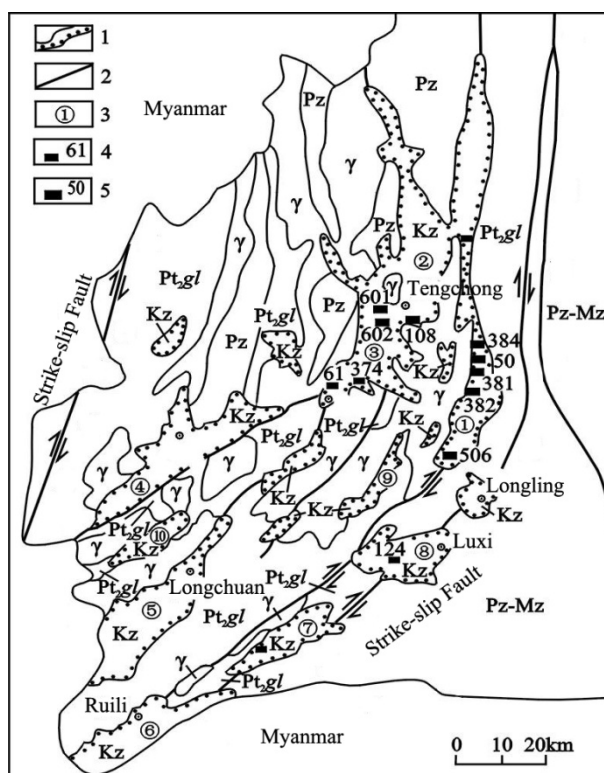 1
2
① 3
61 4
50 5
Myanmar
Pz
Pz
γ
γ
Pz
Kz
Pt₂gl
②
γ
γ
Tengchong
Pt₂gl
Pz-Mz
Strike-slip Fault
Kz
Pz
Pt₂gl
Kz
Pz
601
602
108
③
384
50
381
382
61
374
Kz
γ
Kz
①
Kz
Pt₂gl
γ
506
④
γ
γ
Kz
⑨
Longling
Kz
Pt₂gl
⑩
Kz
Kz
γ
γ
124
⑧
Luxi
Kz
Pt₂gl
Longchuan
Pt₂gl
Strike-slip Fault
Pz-Mz
⑤
Pt₂gl
γ
⑦
Kz
Kz
γ
Pt₂gl
Ruili
⑥
Kz
Myanmar
0 10 20km